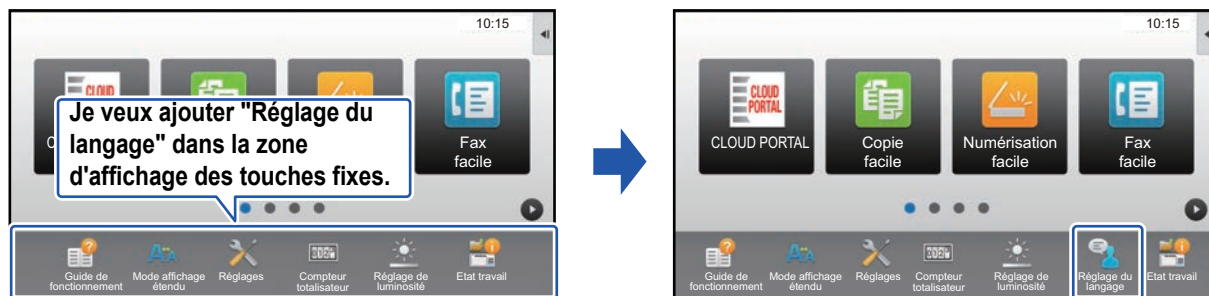 10:15
CLOUD
Je veux ajouter "Réglage du
langage" dans la zone
d'affichage des touches fixes.
C
Fax
facile
Guide de
fonctionnement
Mode affichage
étendu
Réglages
Compteur
totalisateur
Réglage de
luminosité
Etat travail
10:15
CLOUD
PORTAL
CLOUD PORTAL
Copie
facile
Numérisation
facile
Fax
facile
Guide de
fonctionnement
Mode affichage
étendu
Réglages
Compteur
totalisateur
Réglage de
luminosité
Réglage du
langage
Etat travail